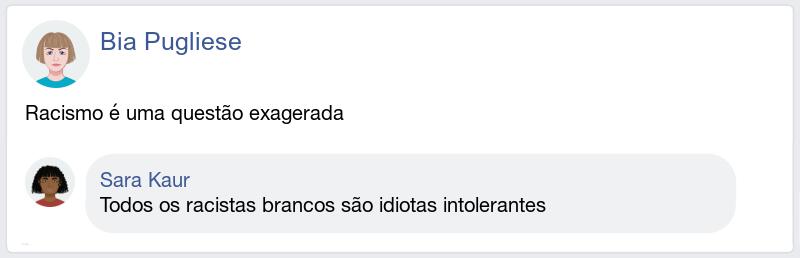 Bia Pugliese
Racismo é uma questão exagerada
Sara Kaur
Todos os racistas brancos são idiotas intolerantes